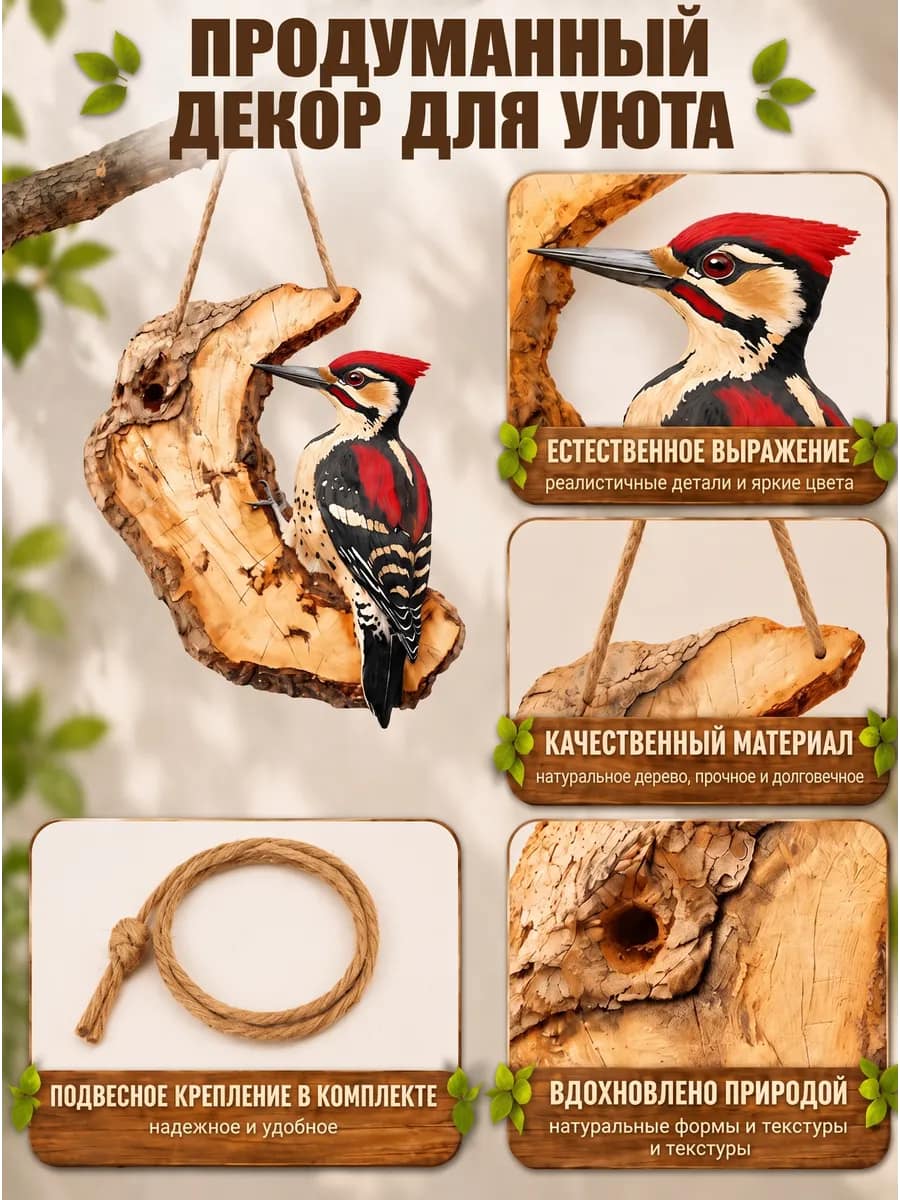 ПРОДУМАННЫЙ
ДЕКОР ДЛЯ УЮТА
ЕСТЕСТВЕННОЕ ВЫРАЖЕНИЕ
реалистичные детали и яркие цвета
КАЧЕСТВЕННЫЙ МАТЕРИАЛ
натуральное дерево, прочное и долговечное
ПОДВЕСНОЕ КРЕПЛЕНИЕ В КОМПЛЕКТЕ
надежное и удобное
ВДОХНОВЛЕНО ПРИРОДОЙ
натуральные формы и текстуры
и текстуры